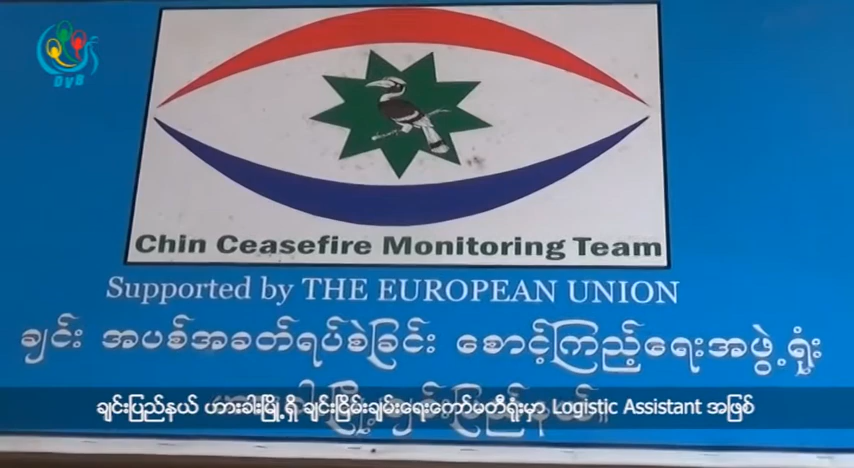 DVB
Chin Ceasefire Monitoring Team
Supported by THE EUROPEAN UNION
ချင်း အပစ်အခတ်ရပ်စဲခြင်း စောင့်ကြည့်ရေးအဖွဲ့ရုံး
ချင်းပြည်နယ် ဟားခါးမြို့ရှိ ချင်းငြိမ်းချမ်းရေးကော်မတီရုံးမှာ Logistic Assistant အဖြစ်